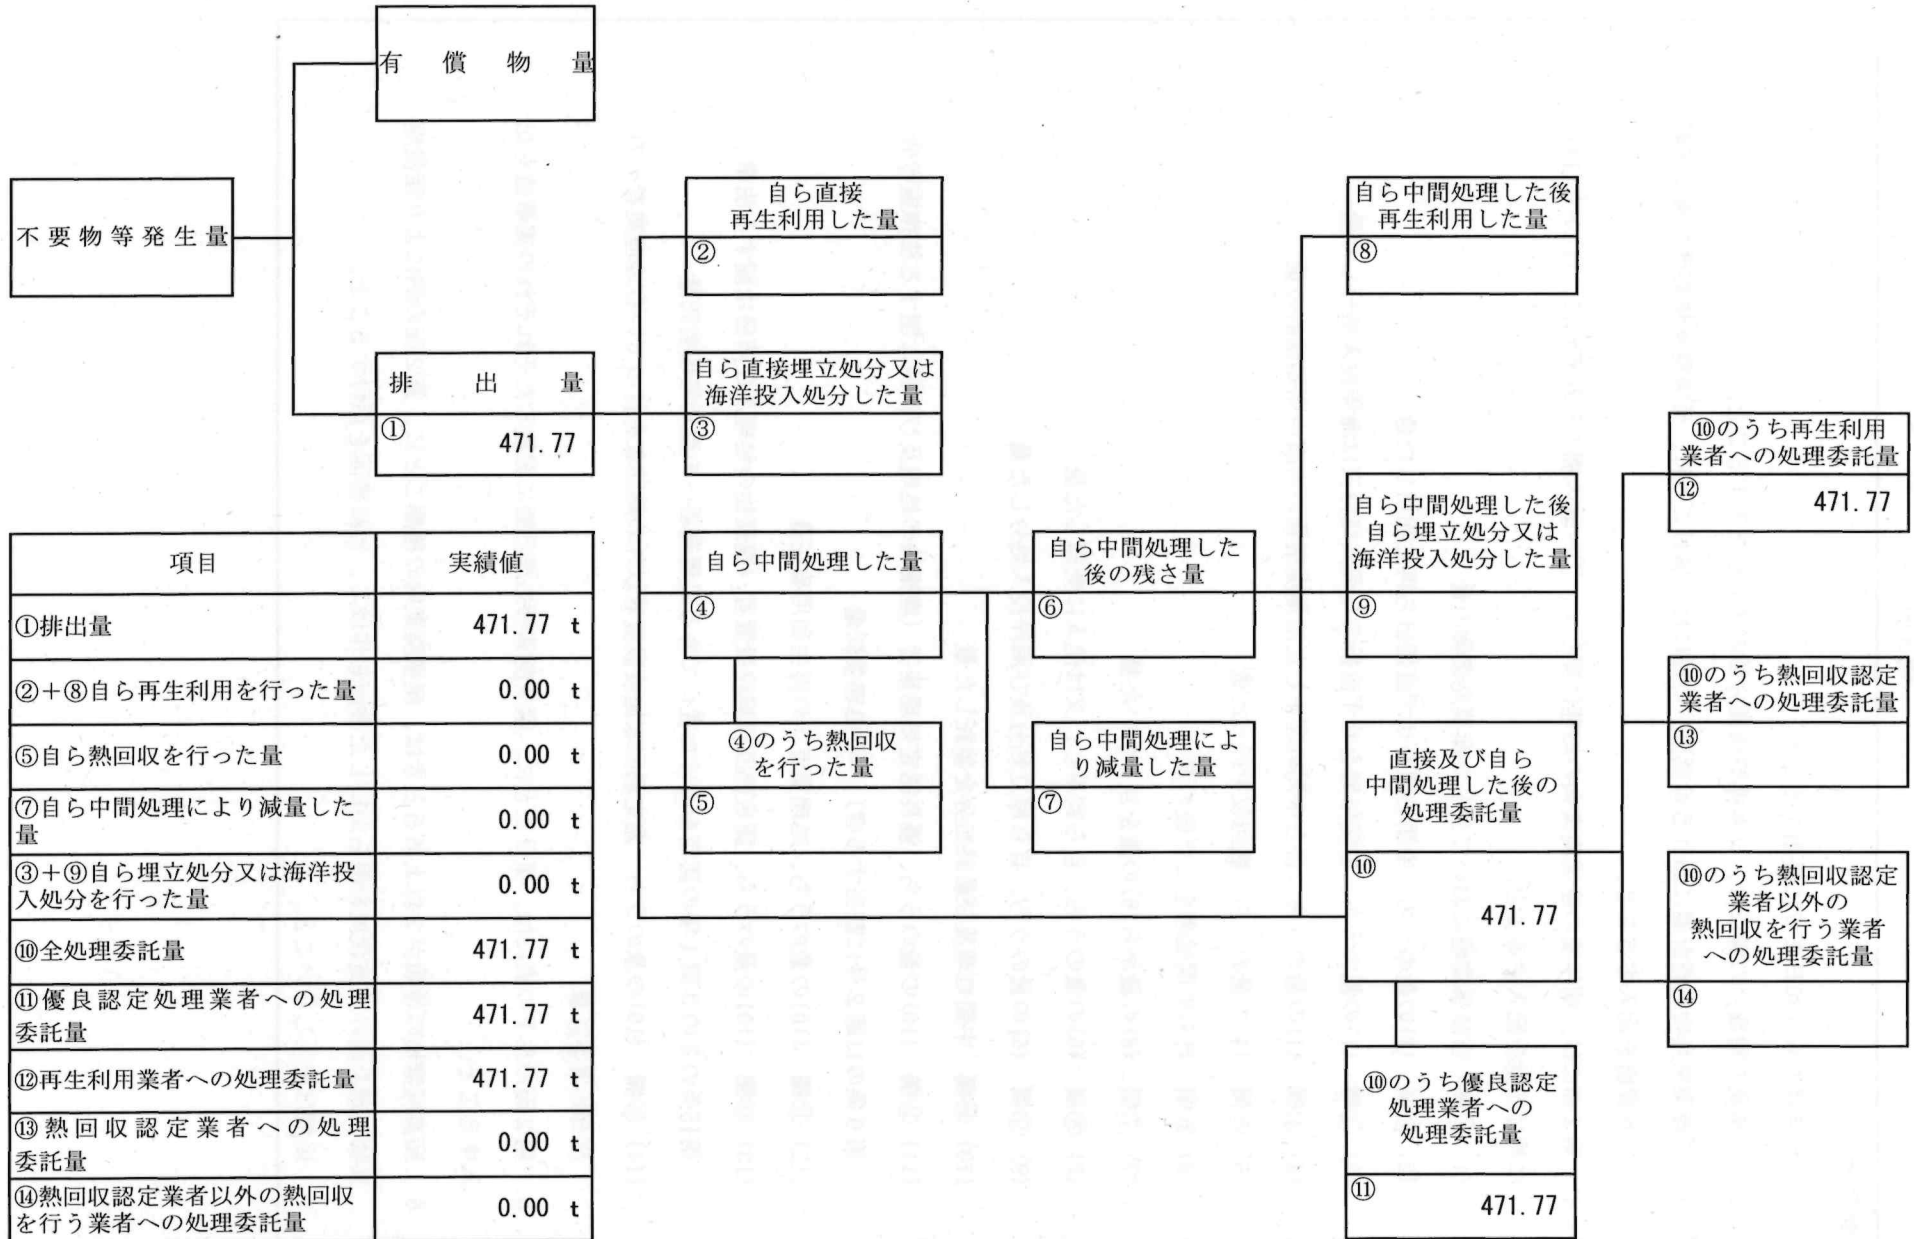 有償物量
不要物等発生量
排出量
①
471.77
自ら直接
再生利用した量
②
自ら直接埋立処分又は
海洋投入処分した量
③
自ら中間処理した量
④
④のうち熱回収
を行った量
⑤
自ら中間処理した
後の残さ量
⑥
自ら中間処理によ
り減量した量
⑦
自ら中間処理した後
再生利用した量
⑧
自ら中間処理した後
自ら埋立処分又は
海洋投入処分した量
⑨
直接及び自ら
中間処理した後の
処理委託量
⑩
471.77
⑩のうち優良認定
処理業者への
処理委託量
⑪
471.77
⑩のうち再生利用
業者への処理委託量
⑫
471.77
⑩のうち熱回収認定
業者への処理委託量
⑬
⑩のうち熱回収認定
業者以外の
熱回収を行う業者
への処理委託量
⑭
項目 実績値
①排出量 471.77 t
②+⑧自ら再生利用を行った量 0.00 t
⑤自ら熱回収を行った量 0.00 t
⑦自ら中間処理により減量した
量 0.00 t
③+⑨自ら埋立処分又は海洋投
入処分を行った量 0.00 t
⑩全処理委託量 471.77 t
⑪優良認定処理業者への処理
委託量 471.77 t
⑫再生利用業者への処理委託量 471.77 t
⑬熱回収認定業者への処理
委託量 0.00 t
⑭熱回収認定業者以外の熱回収
を行う業者への処理委託量 0.00 t